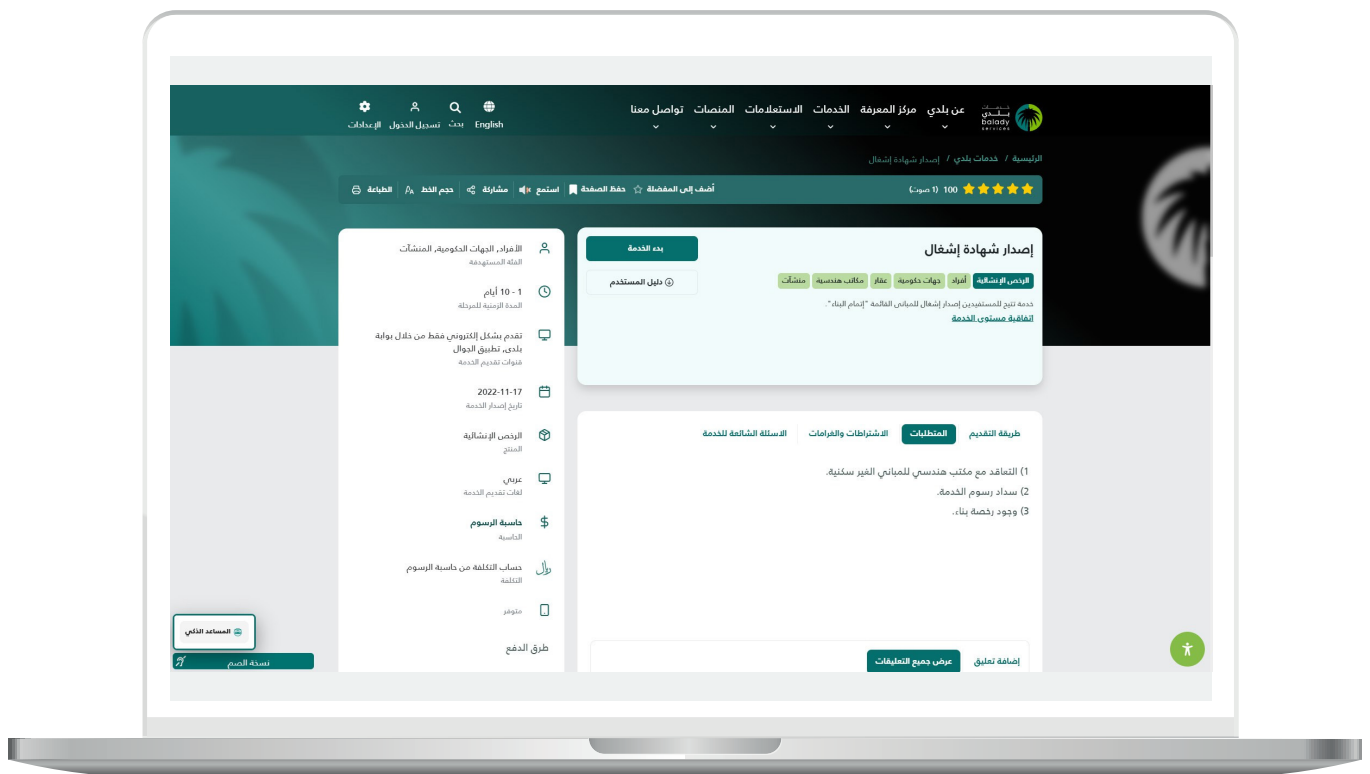 خدمات
بلدي
balady
services
عن بلدي مركز المعرفة الخدمات الاستعلامات المنصات تواصل معنا
English بحث تسجيل الدخول الإعدادات
الرئيسية / خدمات بلدي / إصدار شهادة إشغال
100 (1 صوت)
أضف إلى المفضلة حفظ الصفحة استمع مشاركة حجم الخط الطباعة
إصدار شهادة إشغال
بدء الخدمة
دليل المستخدم
الرخص الإنشائية أفراد جهات حكومية عقار مكاتب هندسية منشآت
خدمة تتيح للمستفيدين إصدار إشغال للمباني القائمة "إتمام البناء".
اتفاقية مستوى الخدمة
طريقة التقديم المتطلبات الاشتراطات والغرامات الاسئلة الشائعة للخدمة
1) التعاقد مع مكتب هندسي للمباني الغير سكنية.
2) سداد رسوم الخدمة.
3) وجود رخصة بناء.
إضافة تعليق عرض جميع التعليقات
الأفراد, الجهات الحكومية, المنشآت
الفئة المستهدفة
1 - 10 أيام
المدة الزمنية للمرحلة
تقدم بشكل إلكتروني فقط من خلال بوابة
بلدي, تطبيق الجوال
قنوات تقديم الخدمة
2022-11-17
تاريخ إصدار الخدمة
الرخص الإنشائية
المنتج
عربي
لغات تقديم الخدمة
حاسبة الرسوم
الحاسبة
حساب التكلفة من حاسبة الرسوم
التكلفة
متوفر
طرق الدفع
المساعد الذكي
نسخة الصم